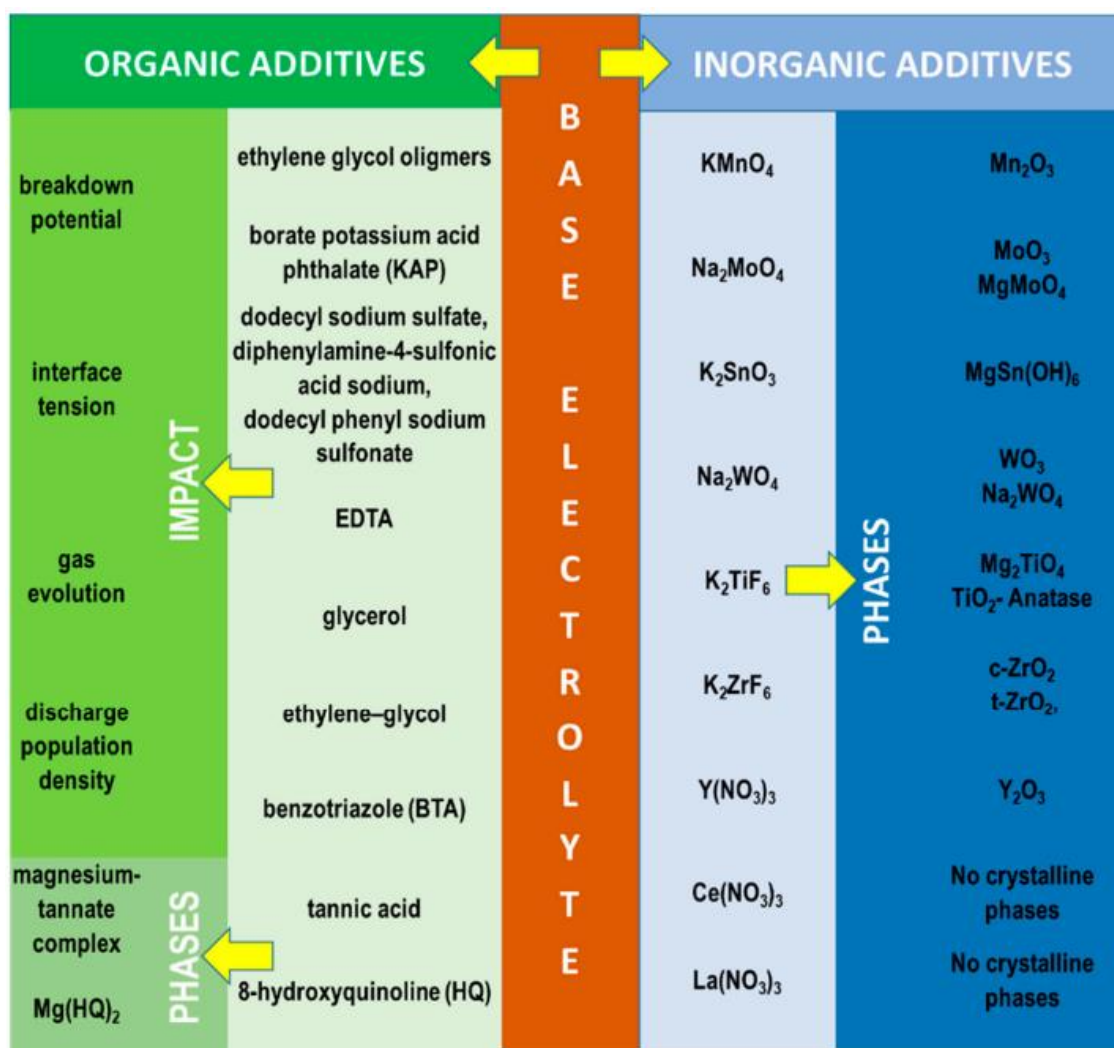 ORGANIC ADDITIVES
breakdown
potential
interface
tension
gas
evolution
discharge
population
density
IMPACT
magnesium-
tannate
complex
Mg(HQ)₂
PHASES
ethylene glycol oligmers
borate potassium acid
phthalate (KAP)
dodecyl sodium sulfate,
diphenylamine-4-sulfonic
acid sodium,
dodecyl phenyl sodium
sulfonate
EDTA
glycerol
ethylene–glycol
benzotriazole (BTA)
tannic acid
8-hydroxyquinoline (HQ)
BASE ELECTROLYTE
INORGANIC ADDITIVES
KMnO₄
Na₂MoO₄
K₂SnO₃
Na₂WO₄
K₂TiF₆
K₂ZrF₆
Y(NO₃)₃
Ce(NO₃)₃
La(NO₃)₃
PHASES
Mn₂O₃
MoO₃
MgMoO₄
MgSn(OH)₆
WO₃
Na₂WO₄
Mg₂TiO₄
TiO₂- Anatase
c-ZrO₂
t-ZrO₂,
Y₂O₃
No crystalline
phases
No crystalline
phases